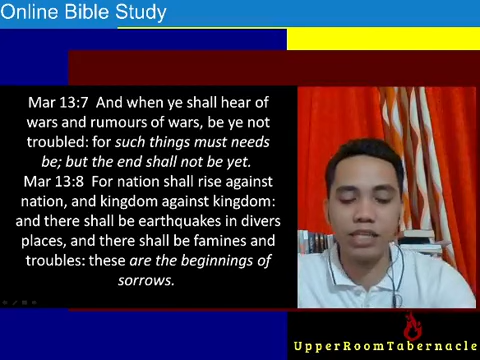 Online Bible Study
Mar 13:7 And when ye shall hear of
wars and rumours of wars, be ye not
troubled: for such things must needs
be; but the end shall not be yet.
Mar 13:8 For nation shall rise against
nation, and kingdom against kingdom:
and there shall be earthquakes in divers
places, and there shall be famines and
troubles: these are the beginnings of
sorrows.
UpperRoomTabernacle